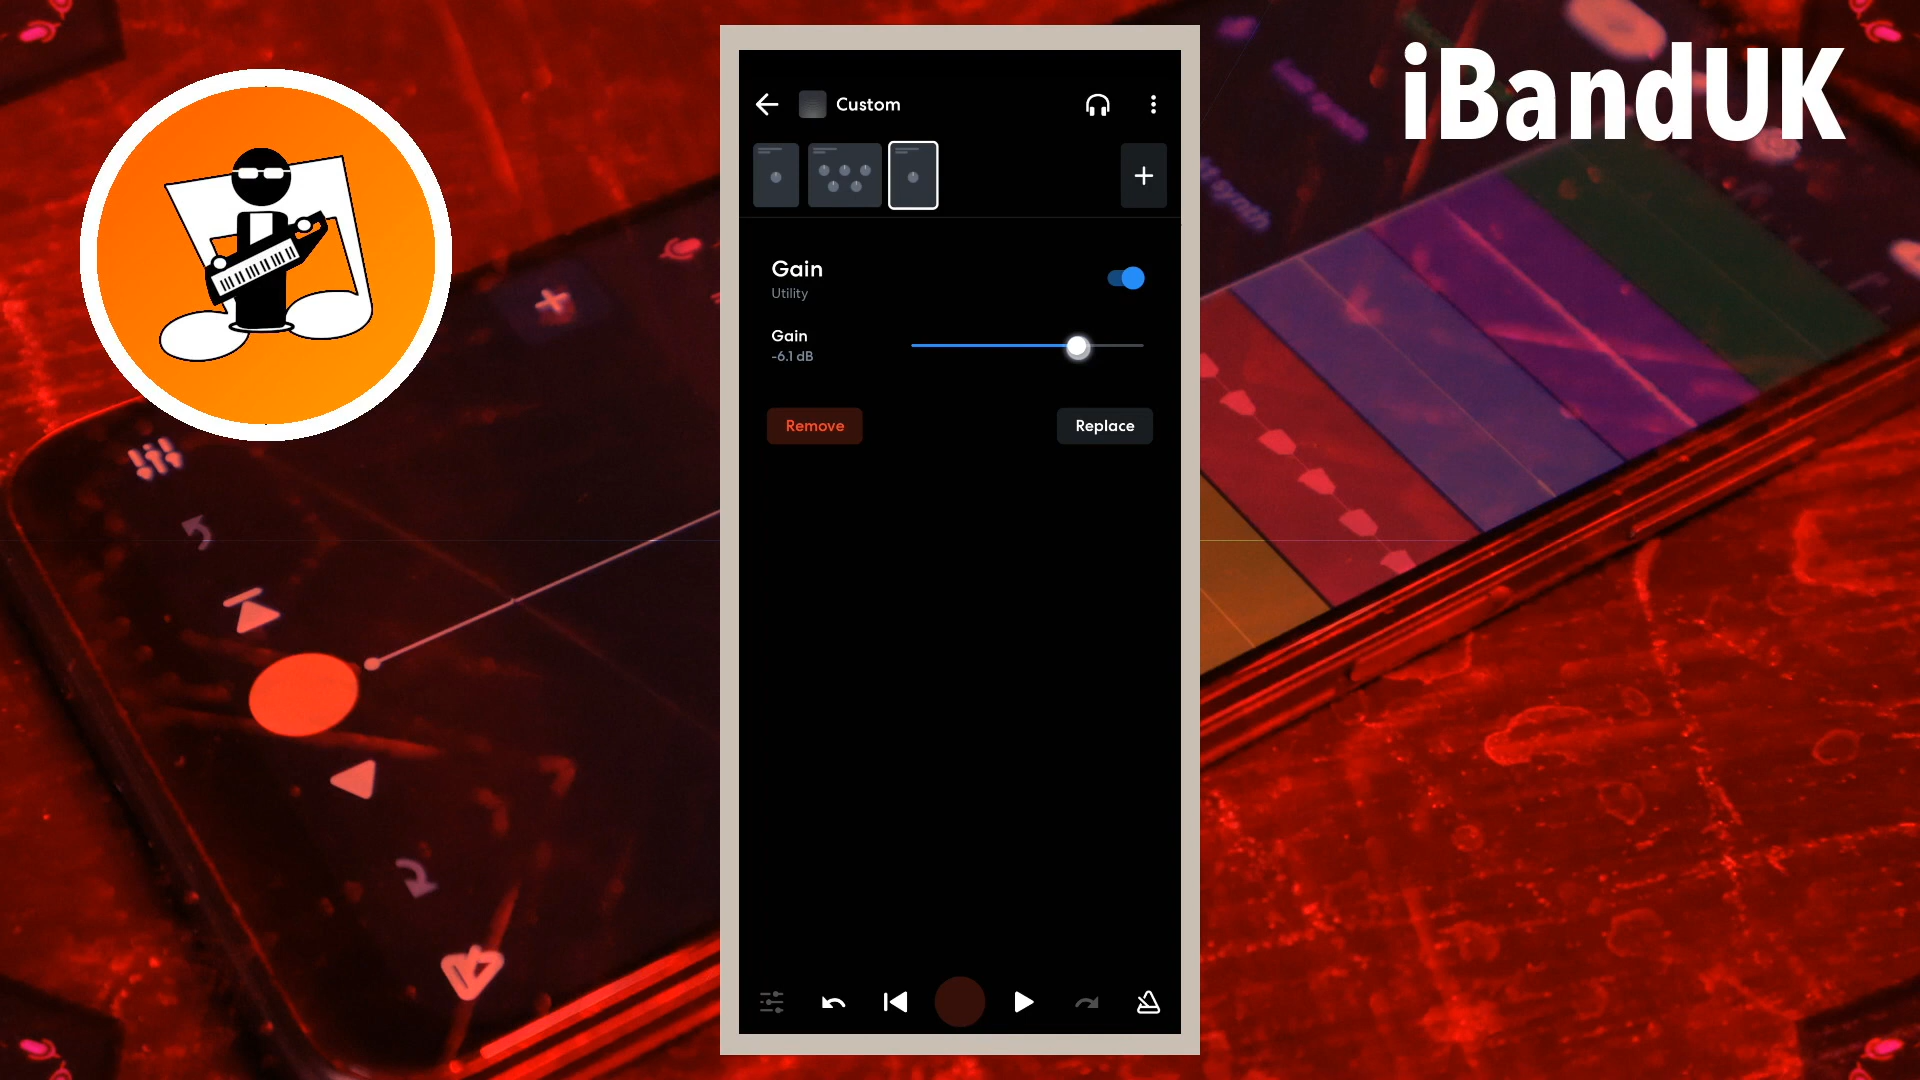 iBandUK
Custom
Gain
Utility
Gain
-6.1 dB
Remove
Replace